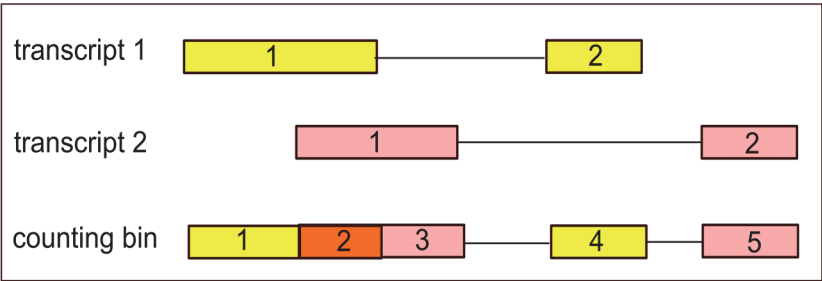 transcript 1 1 2
transcript 2 1 2
counting bin 1 2 3 4 5